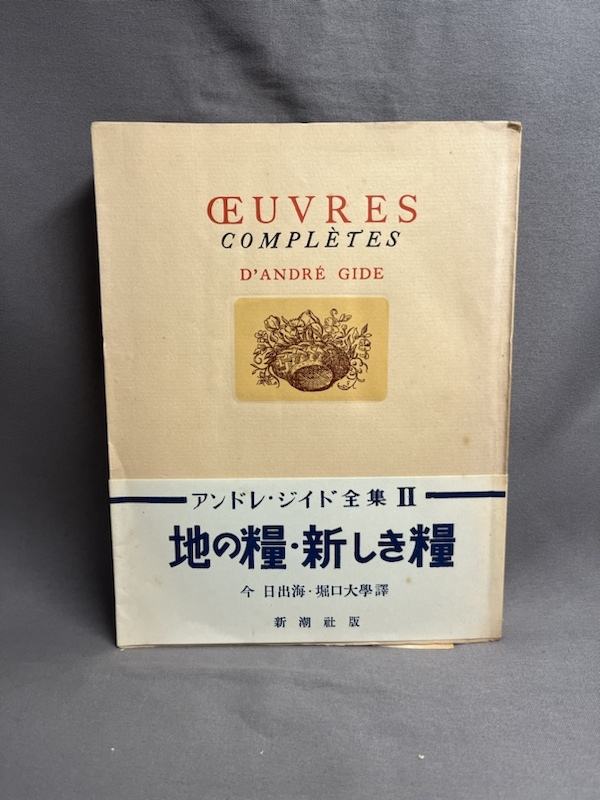 ŒUVRES
COMPLÈTES
D'ANDRÉ GIDE
アンドレ・ジイド全集 II
地の糧・新しき糧
今 日出海・堀口大學譯
新潮社版